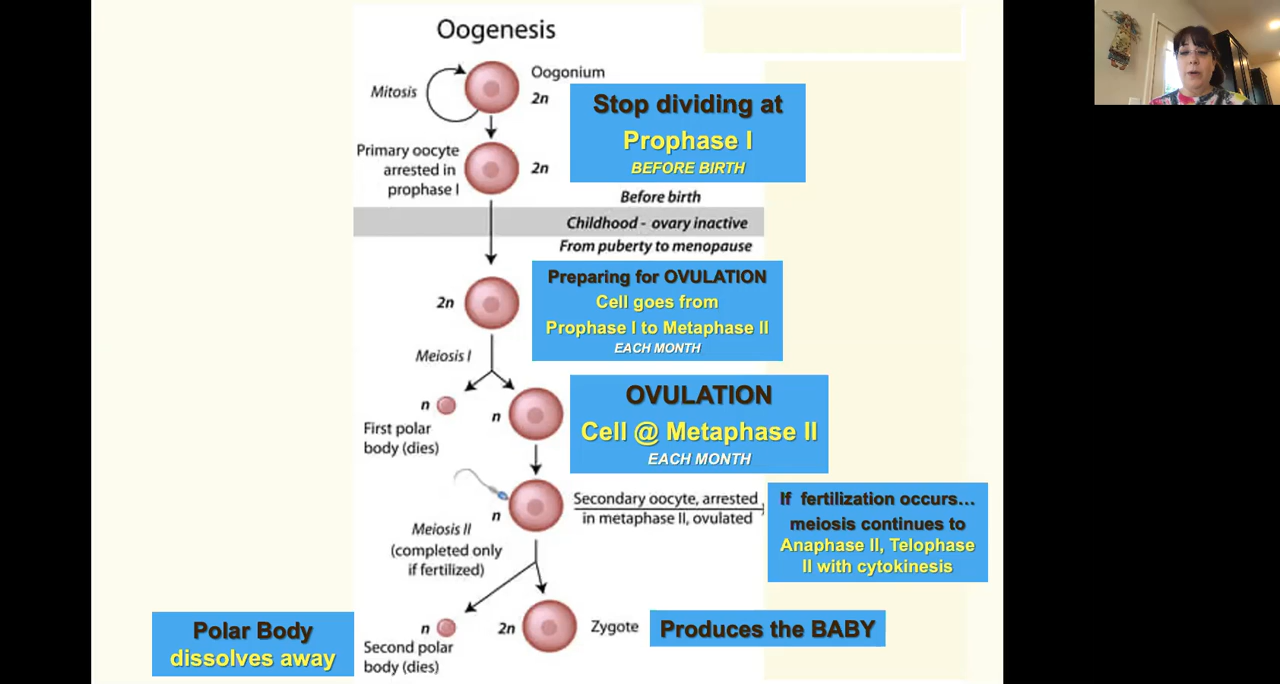 Oogenesis
Oogonium
Mitosis
2n
Stop dividing at
Prophase I
BEFORE BIRTH
Primary oocyte
arrested in
prophase I
2n
Before birth
Childhood - ovary inactive
From puberty to menopause
2n
Preparing for OVULATION
Cell goes from
Prophase I to Metaphase II
EACH MONTH
Meiosis I
n
First polar
body (dies)
n
OVULATION
Cell @ Metaphase II
EACH MONTH
n
Secondary oocyte, arrested
in metaphase II, ovulated
If fertilization occurs...
meiosis continues to
Anaphase II, Telophase
II with cytokinesis
Meiosis II
(completed only
if fertilized)
Polar Body
dissolves away
n
Second polar
body (dies)
2n
Zygote
Produces the BABY